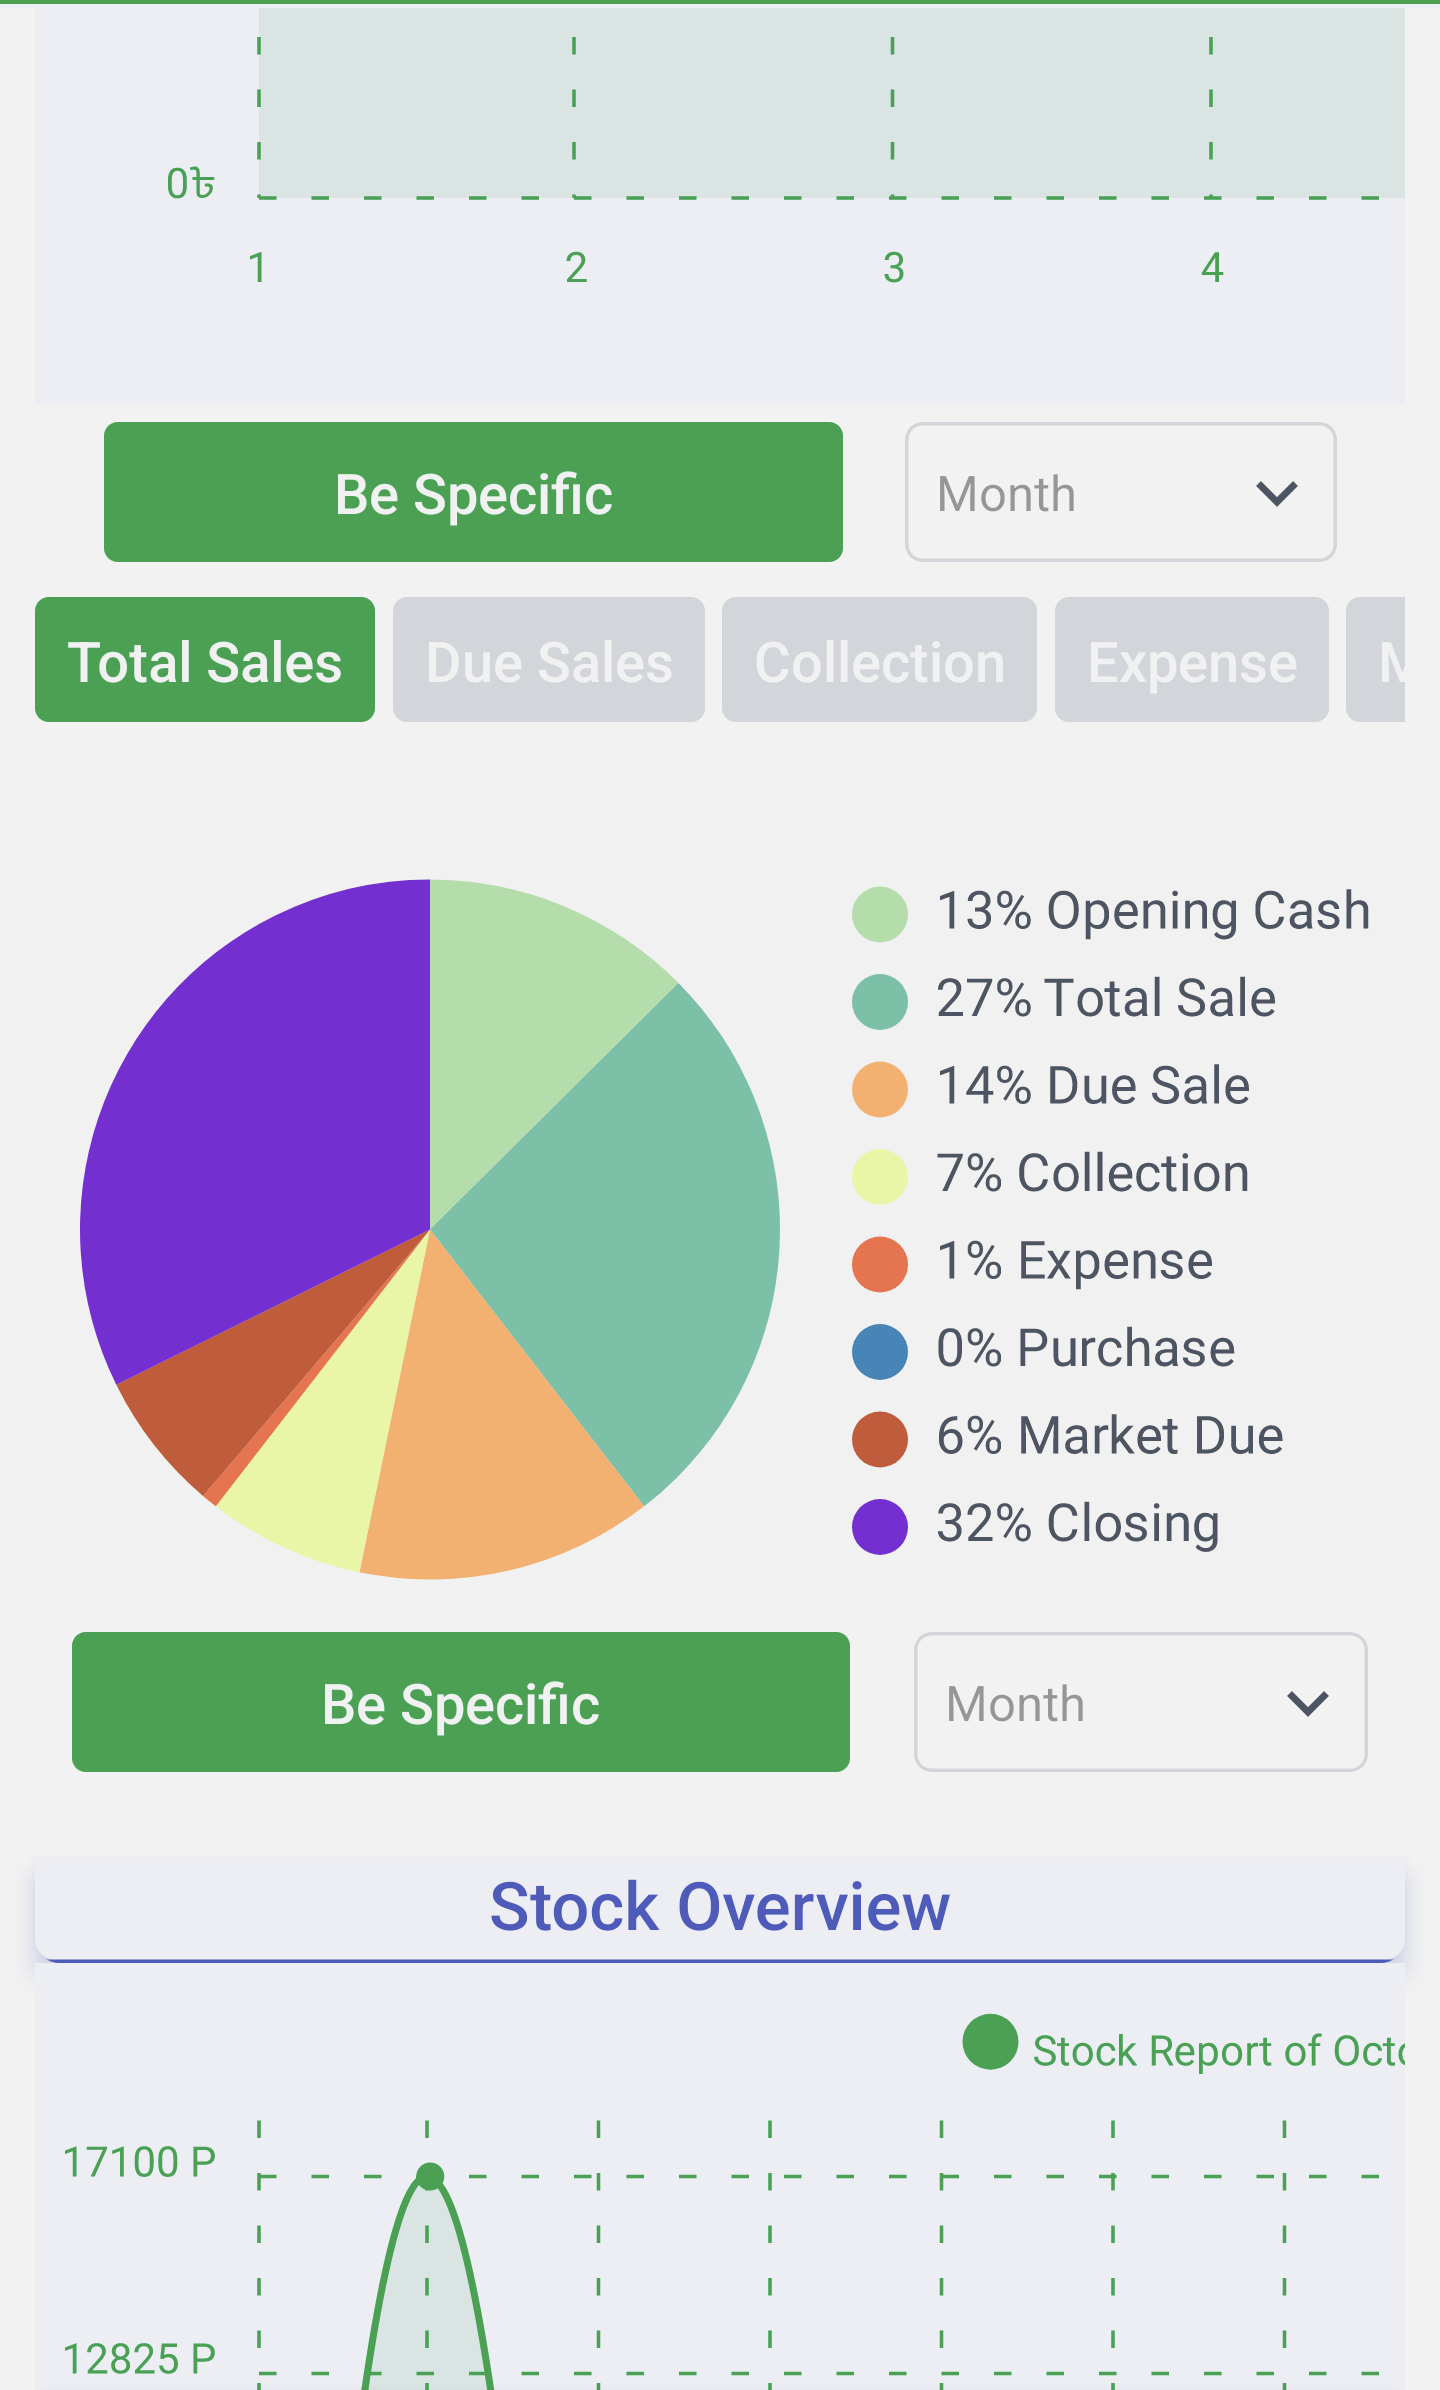 0৳
1 2 3 4
Be Specific
Month
Total Sales
Due Sales
Collection
Expense
13% Opening Cash
27% Total Sale
14% Due Sale
7% Collection
1% Expense
0% Purchase
6% Market Due
32% Closing
Be Specific
Month
Stock Overview
Stock Report of
17100 P
12825 P